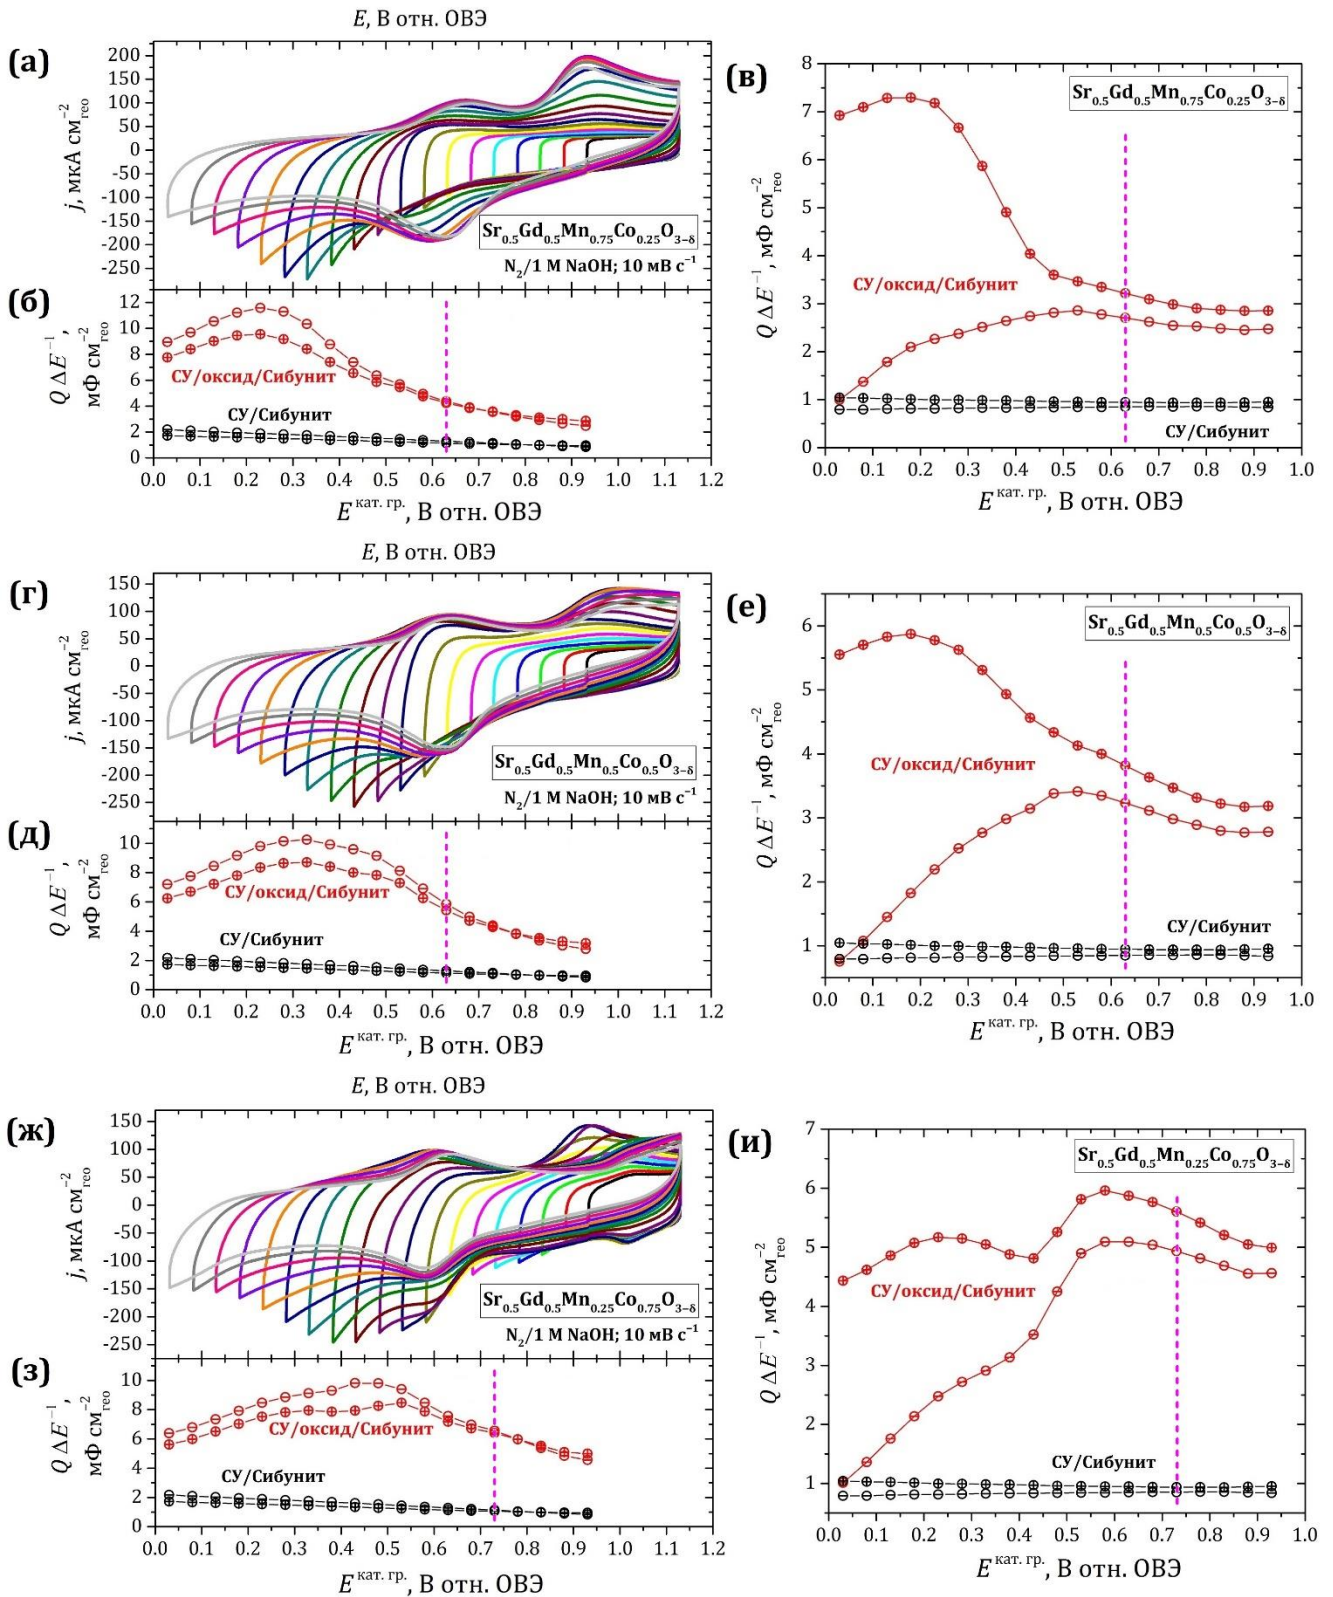 E, В отн. ОВЭ
(а)
200
150
100
50
0
-50
-100
-150
-200
-250
j, мкА см⁻²гео
Sr₀.₅Gd₀.₅Mn₀.₇₅Co₀.₂₅O₃₋δ
N₂/1 М NaOH; 10 мВ с⁻¹
(б)
12
10
8
6
4
2
0
Q ΔE⁻¹,
мФ см⁻²гео
СУ/оксид/Сибунит
СУ/Сибунит
0.0 0.1 0.2 0.3 0.4 0.5 0.6 0.7 0.8 0.9 1.0 1.1 1.2
Eкат. гр., В отн. ОВЭ
(в)
8
7
6
5
4
3
2
1
0
Q ΔE⁻¹, мФ см⁻²гео
Sr₀.₅Gd₀.₅Mn₀.₇₅Co₀.₂₅O₃₋δ
СУ/оксид/Сибунит
СУ/Сибунит
0.0 0.1 0.2 0.3 0.4 0.5 0.6 0.7 0.8 0.9 1.0
Eкат. гр., В отн. ОВЭ
E, В отн. ОВЭ
(г)
150
100
50
0
-50
-100
-150
-200
-250
j, мкА см⁻²гео
Sr₀.₅Gd₀.₅Mn₀.₅Co₀.₅O₃₋δ
N₂/1 М NaOH; 10 мВ с⁻¹
(д)
10
8
6
4
2
0
Q ΔE⁻¹,
мФ см⁻²гео
СУ/оксид/Сибунит
СУ/Сибунит
0.0 0.1 0.2 0.3 0.4 0.5 0.6 0.7 0.8 0.9 1.0 1.1 1.2
Eкат. гр., В отн. ОВЭ
(е)
6
5
4
3
2
1
Q ΔE⁻¹, мФ см⁻²гео
Sr₀.₅Gd₀.₅Mn₀.₅Co₀.₅O₃₋δ
СУ/оксид/Сибунит
СУ/Сибунит
0.0 0.1 0.2 0.3 0.4 0.5 0.6 0.7 0.8 0.9 1.0
Eкат. гр., В отн. ОВЭ
E, В отн. ОВЭ
(ж)
150
100
50
0
-50
-100
-150
-200
-250
j, мкА см⁻²гео
Sr₀.₅Gd₀.₅Mn₀.₂₅Co₀.₇₅O₃₋δ
N₂/1 М NaOH; 10 мВ с⁻¹
(з)
10
8
6
4
2
0
Q ΔE⁻¹,
мФ см⁻²гео
СУ/оксид/Сибунит
СУ/Сибунит
0.0 0.1 0.2 0.3 0.4 0.5 0.6 0.7 0.8 0.9 1.0 1.1 1.2
Eкат. гр., В отн. ОВЭ
(и)
7
6
5
4
3
2
1
Q ΔE⁻¹, мФ см⁻²гео
Sr₀.₅Gd₀.₅Mn₀.₂₅Co₀.₇₅O₃₋δ
СУ/оксид/Сибунит
СУ/Сибунит
0.0 0.1 0.2 0.3 0.4 0.5 0.6 0.7 0.8 0.9 1.0
Eкат. гр., В отн. ОВЭ